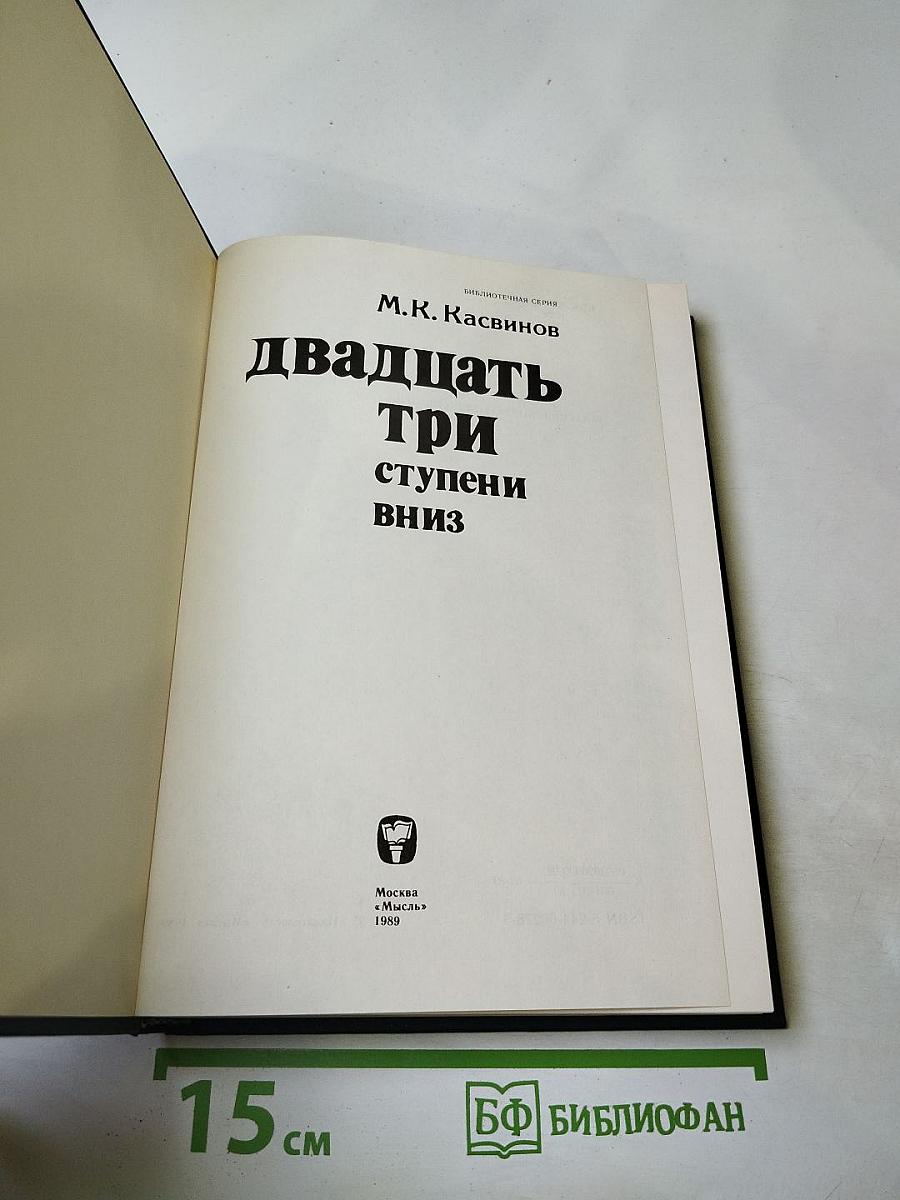 БИБЛИОТЕЧНАЯ СЕРИЯ
М.К. Касвинов
двадцать
три
ступени
вниз
Москва
«Мысль»
1989
15 см
БФ БИБЛИОФАН